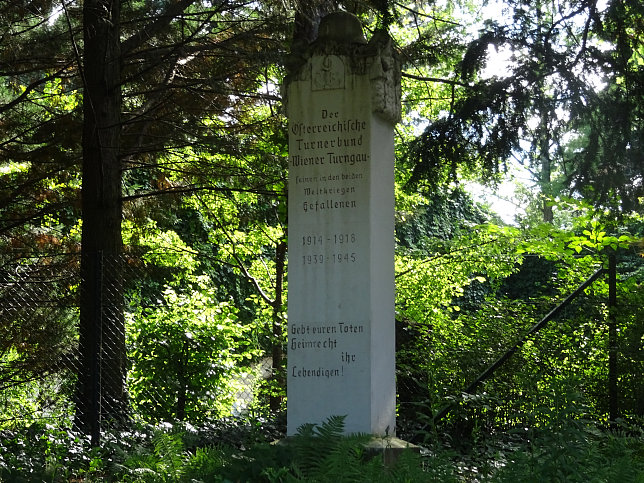 Der
Österreichische
Turnerbund
Wiener Turngau-
seinen in den beiden
Weltkriegen
Gefallenen
1914 - 1918
1939 - 1945
Gebt euren Toten
Heimrecht
ihr
Lebendigen!